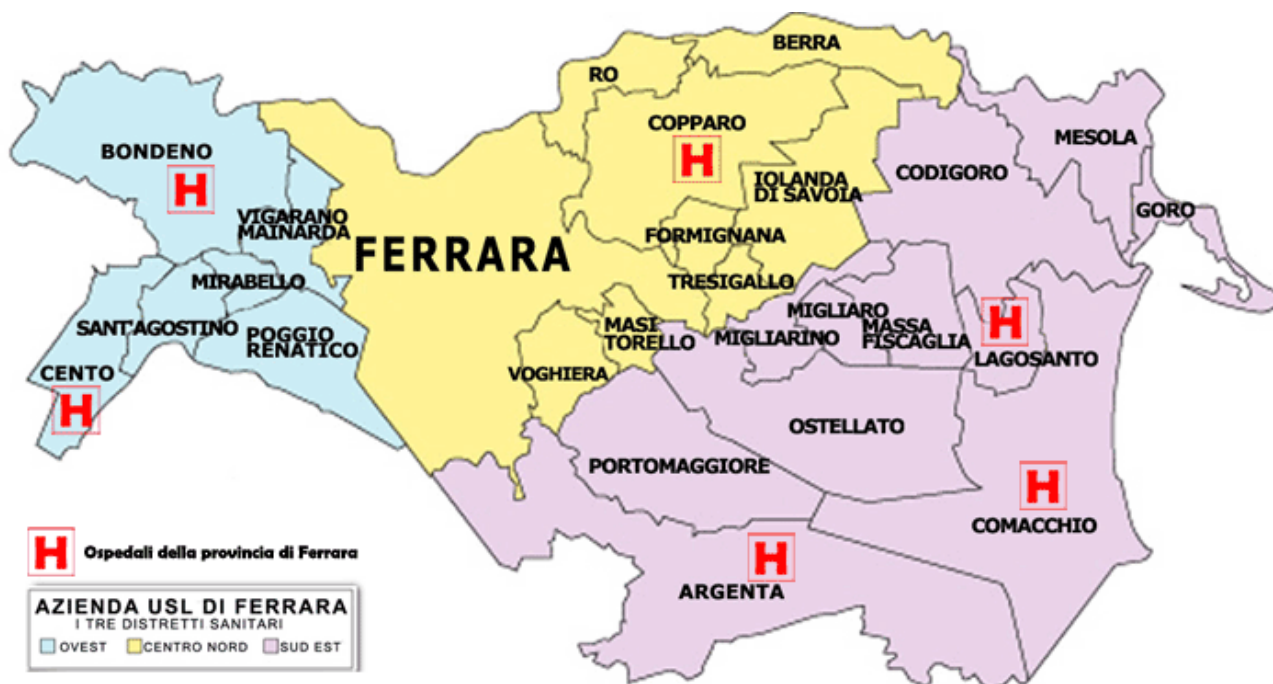 BERRA
RO
COPPARO
H
BONDENO
H
MESOLA
CODIGORO
IOLANDA
DI SAVOIA
GORO
VIGARANO
MAINARDA
FORMIGNANA
FERRARA
MIRABELLO
TRESIGALLO
MIGLIARO
MASI
TORELLO
MIGLIARINO
MASSA
FISCAGLIA
H
LAGOSANTO
SANT'AGOSTINO
POGGIO
RENATICO
CENTO
H
VOGHIERA
OSTELLATO
PORTOMAGGIORE
H
COMACCHIO
H
ARGENTA
H Ospedali della provincia di Ferrara
AZIENDA USL DI FERRARA
I TRE DISTRETTI SANITARI
OVEST CENTRO NORD SUD EST